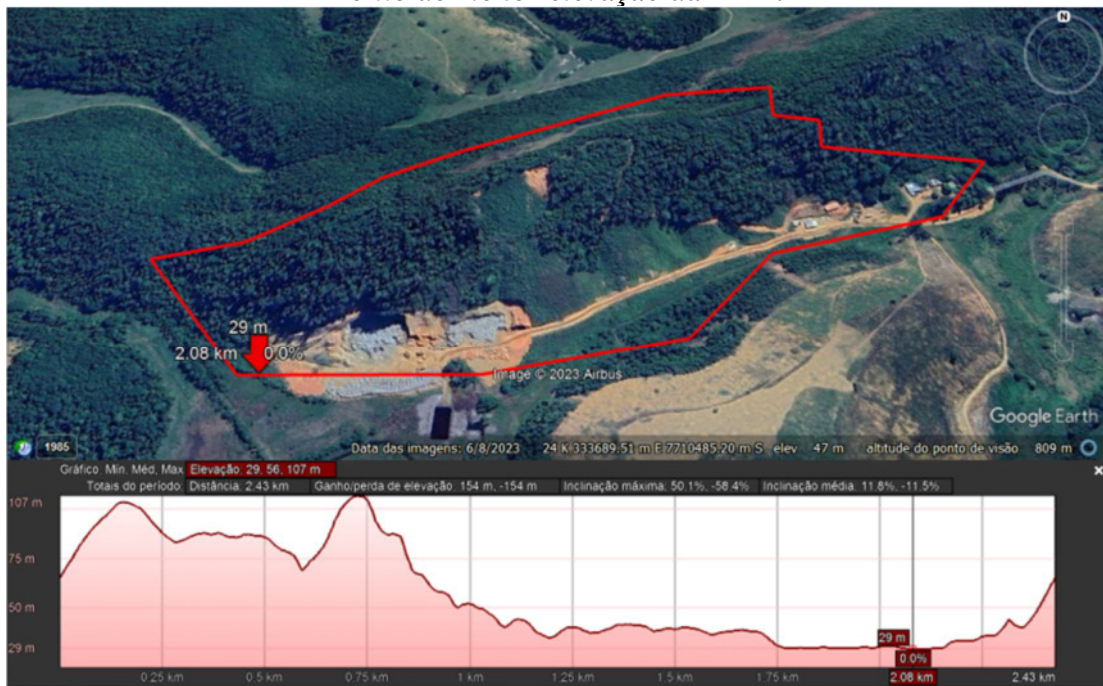 N
29 m
2.08 km 0.0%
Image © 2023 Airbus
Google Earth
1985
Data das imagens: 6/8/2023 24 K 333689.51 m E 7710485.20 m S elev 47 m altitude do ponto de visão 809 m
Gráfico: Mín, Méd, Max Elevação: 29, 56, 107 m
Totais do período: Distância: 2.43 km Ganho/perda de elevação: 154 m, -154 m Inclinação máxima: 50.1%, -58.4% Inclinação média: 11.8%, -11.5%
107 m
75 m
50 m
29 m
29 m
0.0%
0.25 km 0.5 km 0.75 km 1 km 1.25 km 1.5 km 1.75 km 2.08 km 2.43 km